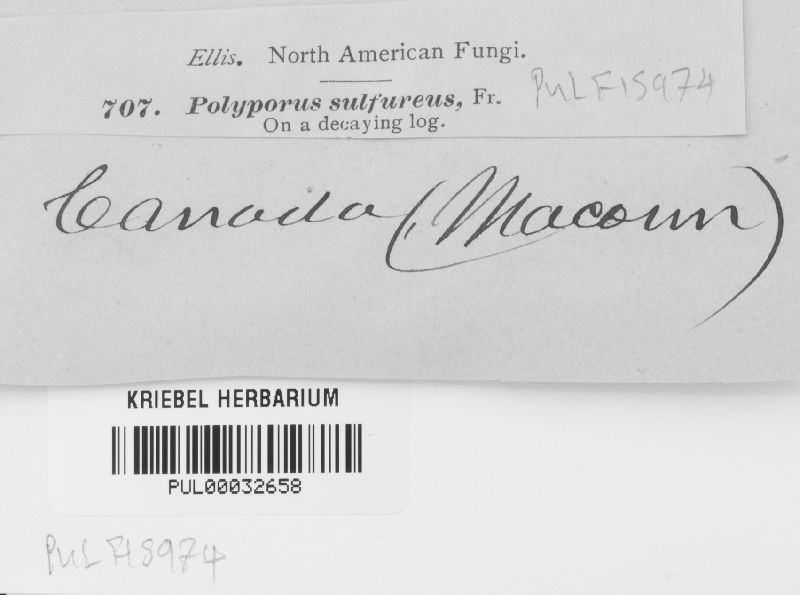 Ellis. North American Fungi.
707. Polyporus sulfureus, Fr.
On a decaying log.
PUL F15974
Canada (Macoun)
KRIEBEL HERBARIUM
PUL00032658
PUL F15974